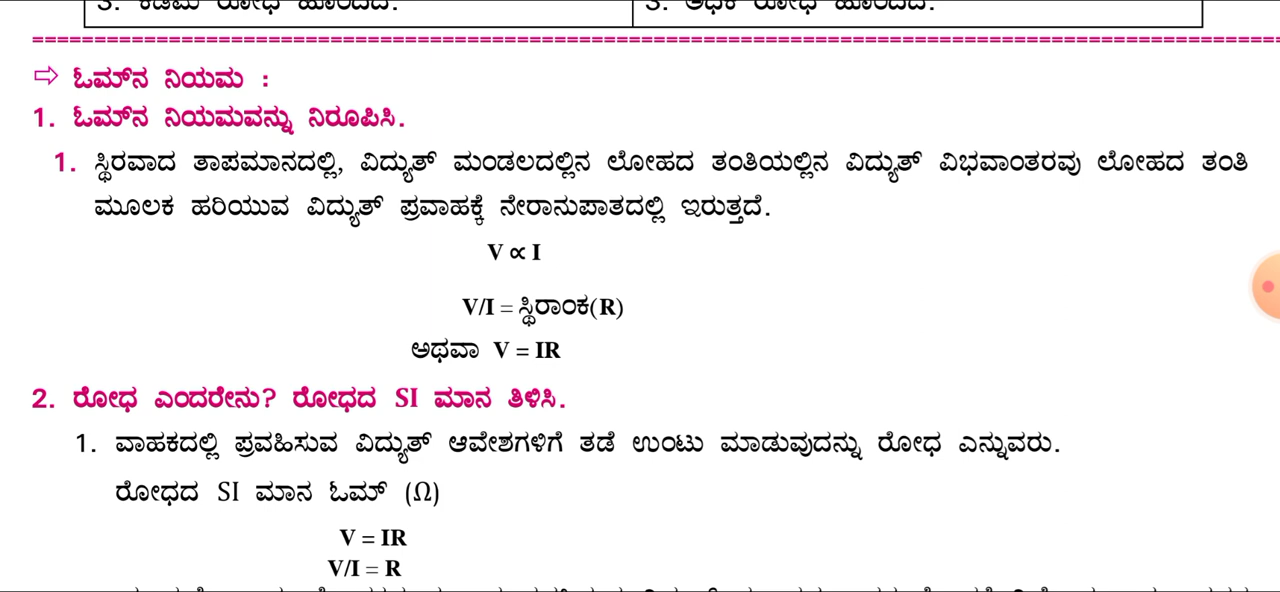 ⇨ ಓಮ್‌ನ ನಿಯಮ :
1. ಓಮ್‌ನ ನಿಯಮವನ್ನು ನಿರೂಪಿಸಿ.
1. ಸ್ಥಿರವಾದ ತಾಪಮಾನದಲ್ಲಿ, ವಿದ್ಯುತ್ ಮಂಡಲದಲ್ಲಿನ ಲೋಹದ ತಂತಿಯಲ್ಲಿನ ವಿದ್ಯುತ್ ವಿಭವಾಂತರವು ಲೋಹದ ತಂತಿ
ಮೂಲಕ ಹರಿಯುವ ವಿದ್ಯುತ್ ಪ್ರವಾಹಕ್ಕೆ ನೇರಾನುಪಾತದಲ್ಲಿ ಇರುತ್ತದೆ.
V ∝ I
V/I = ಸ್ಥಿರಾಂಕ(R)
ಅಥವಾ V = IR
2. ರೋಧ ಎಂದರೇನು? ರೋಧದ SI ಮಾನ ತಿಳಿಸಿ.
1. ವಾಹಕದಲ್ಲಿ ಪ್ರವಹಿಸುವ ವಿದ್ಯುತ್ ಆವೇಶಗಳಿಗೆ ತಡೆ ಉಂಟು ಮಾಡುವುದನ್ನು ರೋಧ ಎನ್ನುವರು.
ರೋಧದ SI ಮಾನ ಓಮ್ (Ω)
V = IR
V/I = R